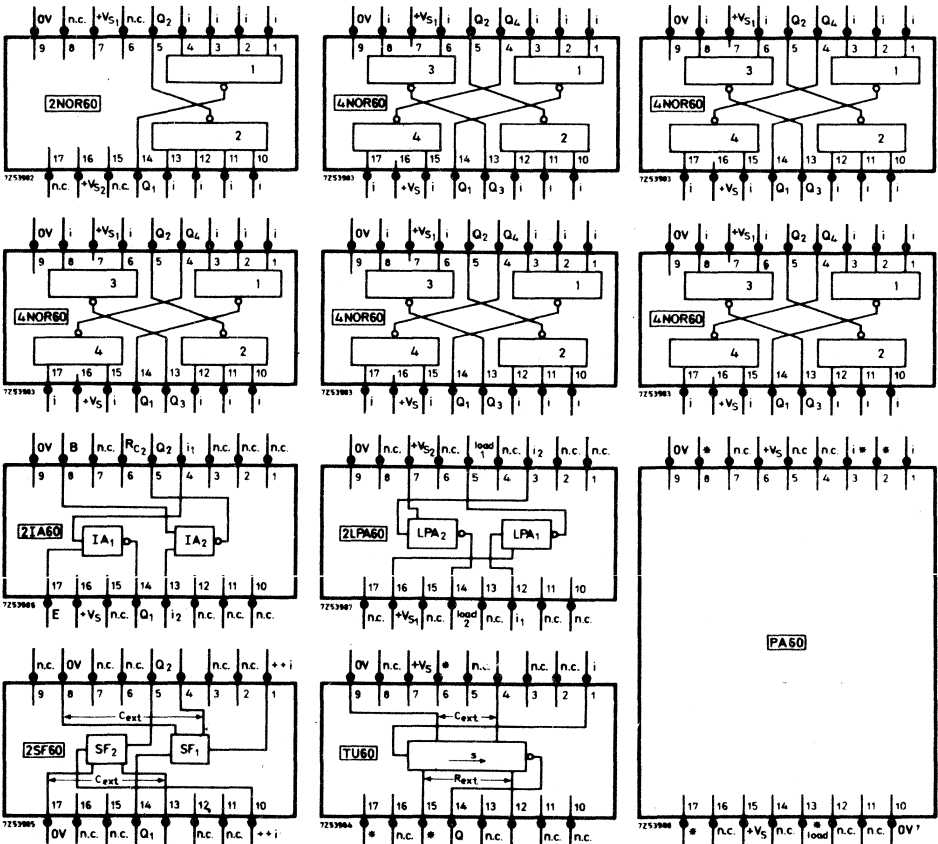 0V n.c. +VS1 n.c. Q2 i i i i
9 8 7 6 5 4 3 2 1
1
2NOR60
2
17 16 15 14 13 12 11 10
7Z53902
n.c. +VS2 n.c. Q1 i i i i
0V i +VS1 i Q2 Q4 i i i
9 8 7 6 5 4 3 2 1
3 1
4NOR60
4 2
17 16 15 14 13 12 11 10
7Z53903
i +VS i Q1 Q3 i i i
0V i +VS1 i Q2 Q4 i i i
9 8 7 6 5 4 3 2 1
3 1
4NOR60
4 2
17 16 15 14 13 12 11 10
7Z53903
i +VS i Q1 Q3 i i i
0V i +VS1 i Q2 Q4 i i i
9 8 7 6 5 4 3 2 1
3 1
4NOR60
4 2
17 16 15 14 13 12 11 10
7Z53903
i +VS i Q1 Q3 i i i
0V i +VS1 i Q2 Q4 i i i
9 8 7 6 5 4 3 2 1
3 1
4NOR60
4 2
17 16 15 14 13 12 11 10
7Z53903
i +VS i Q1 Q3 i i i
0V i +VS1 i Q2 Q4 i i i
9 8 7 6 5 4 3 2 1
3 1
4NOR60
4 2
17 16 15 14 13 12 11 10
7Z53903
i +VS i Q1 Q3 i i i
0V B n.c. RC2 Q2 i1 n.c. n.c. n.c.
9 8 7 6 5 4 3 2 1
2IA60
IA1 IA2
17 16 15 14 13 12 11 10
7Z53906
E +VS n.c. Q1 i2 n.c. n.c. n.c.
0V n.c. +VS2 n.c. load 1 n.c. i2 n.c. n.c.
9 8 7 6 5 4 3 2 1
2LPA60
LPA2 LPA1
17 16 15 14 13 12 11 10
7Z53907
n.c. +VS1 n.c. load 2 n.c. i1 n.c. n.c.
0V * n.c. +VS n.c n.c. i* * i
9 8 7 6 5 4 3 2 1
PA60
17 16 15 14 13 12 11 10
7Z53908
* n.c. +VS n.c. * load n.c. n.c. 0V
n.c. 0V n.c. n.c. Q2 n.c. n.c. ++i
9 8 7 6 5 4 3 2 1
Cext
2SF60
SF2 SF1
Cext
17 16 15 14 13 12 11 10
7Z53905
0V n.c. n.c. Q1 n.c. n.c. ++i
0V n.c. +VS * n.c. n.c. n.c. i
9 8 7 6 5 4 3 2 1
Cext
TU60
s
Rext
17 16 15 14 13 12 11 10
7Z53904
* n.c. * Q n.c. n.c. n.c.